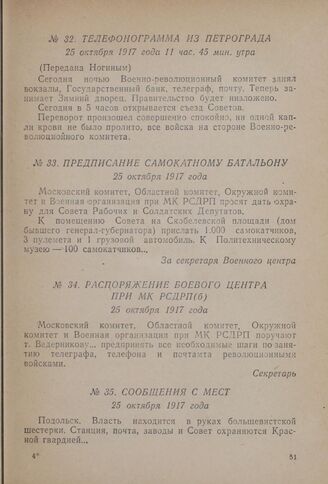 № 32. ТЕЛЕФОНОГРАММА ИЗ ПЕТРОГРАДА
25 октября 1917 года 11 час. 45 мин. утра
(Передана Ногиным)
Сегодня ночью Военно-революционный комитет занял
вокзалы, Государственный банк, телеграф, почту. Теперь за-
нимает Зимний дворец. Правительство будет низложено.
Сегодня в 5 часов открывается съезд Советов.
Переворот произошел совершенно спокойно, ни одной кап-
ли крови не было пролито, все войска на стороне Военно-ре-
волюционного комитета.
№ 33. ПРЕДПИСАНИЕ САМОКАТНОМУ БАТАЛЬОНУ
25 октября 1917 года
Московский комитет, Областной комитет, Окружной коми-
тет и Военная организация при МК РСДРП просят дать охра-
ну для Совета Рабочих и Солдатских Депутатов.
К помещению Совета на Скобелевской площади (дом
бывшего генерал-губернатора) прислать 1.000 самокатчиков,
3 пулемета и 1 грузовой автомобиль. К Политехническому
музею — 100 самокатчиков...
За секретаря Военного центра
№ 34. РАСПОРЯЖЕНИЕ БОЕВОГО ЦЕНТРА
ПРИ МК РСДРП(б)
25 октября 1917 года
Московский комитет, Областной комитет, Окружной
комитет и Военная организация при МК РСДРП поручают
т. Ведерникову... предпринять все необходимые шаги по заня-
тию телеграфа, телефона и почтамта революционными
войсками.
Секретарь
№ 35. СООБЩЕНИЯ С МЕСТ
25 октября 1917 года
Подольск. Власть находится в руках большевистской
шестерки. Станция, почта, заводы и Совет охраняются Крас-
ной гвардией...
4*
51